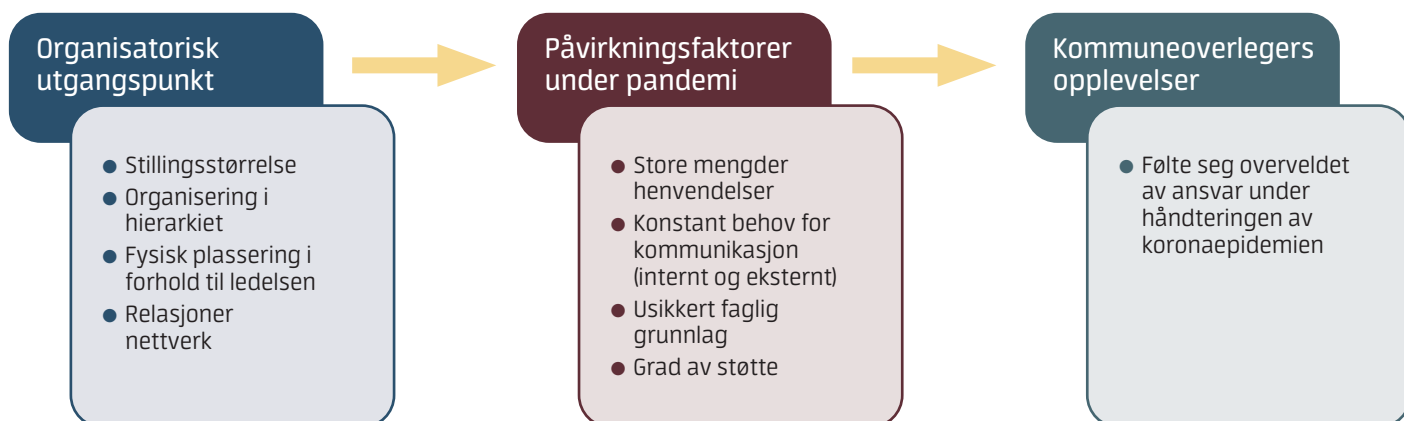 Organisatorisk
utgangspunkt
● Stillingsstørrelse
● Organisering i
hierarkiet
● Fysisk plassering i
forhold til ledelsen
● Relasjoner
nettverk
Påvirkningsfaktorer
under pandemi
● Store mengder
henvendelser
● Konstant behov for
kommunikasjon
(internt og eksternt)
● Usikkert faglig
grunnlag
● Grad av støtte
Kommuneoverlegers
opplevelser
● Følte seg overveldet
av ansvar under
håndteringen av
koronaepidemien